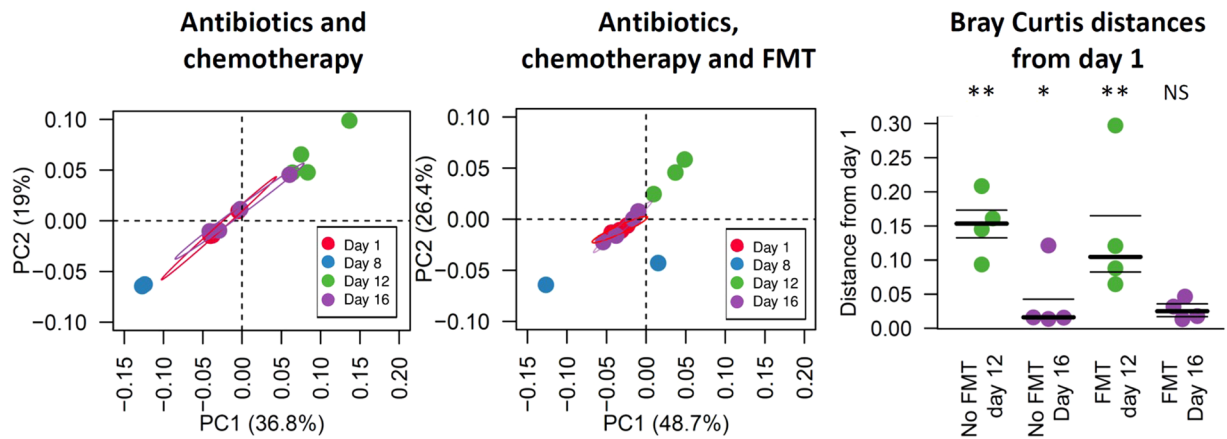 Antibiotics and
chemotherapy
PC2 (19%)
0.10
0.05
0.00
−0.05
−0.10
Day 1
Day 8
Day 12
Day 16
−0.15
−0.10
−0.05
0.00
0.05
0.10
0.15
0.20
PC1 (36.8%)
Antibiotics,
chemotherapy and FMT
PC2 (26.4%)
0.10
0.05
0.00
−0.05
−0.10
Day 1
Day 8
Day 12
Day 16
−0.15
−0.10
−0.05
0.00
0.05
0.10
0.15
0.20
PC1 (48.7%)
Bray Curtis distances
from day 1
** * ** NS
Distance from day 1
0.30
0.25
0.20
0.15
0.10
0.05
0.00
No FMT
day 12
No FMT
Day 16
FMT
day 12
FMT
Day 16